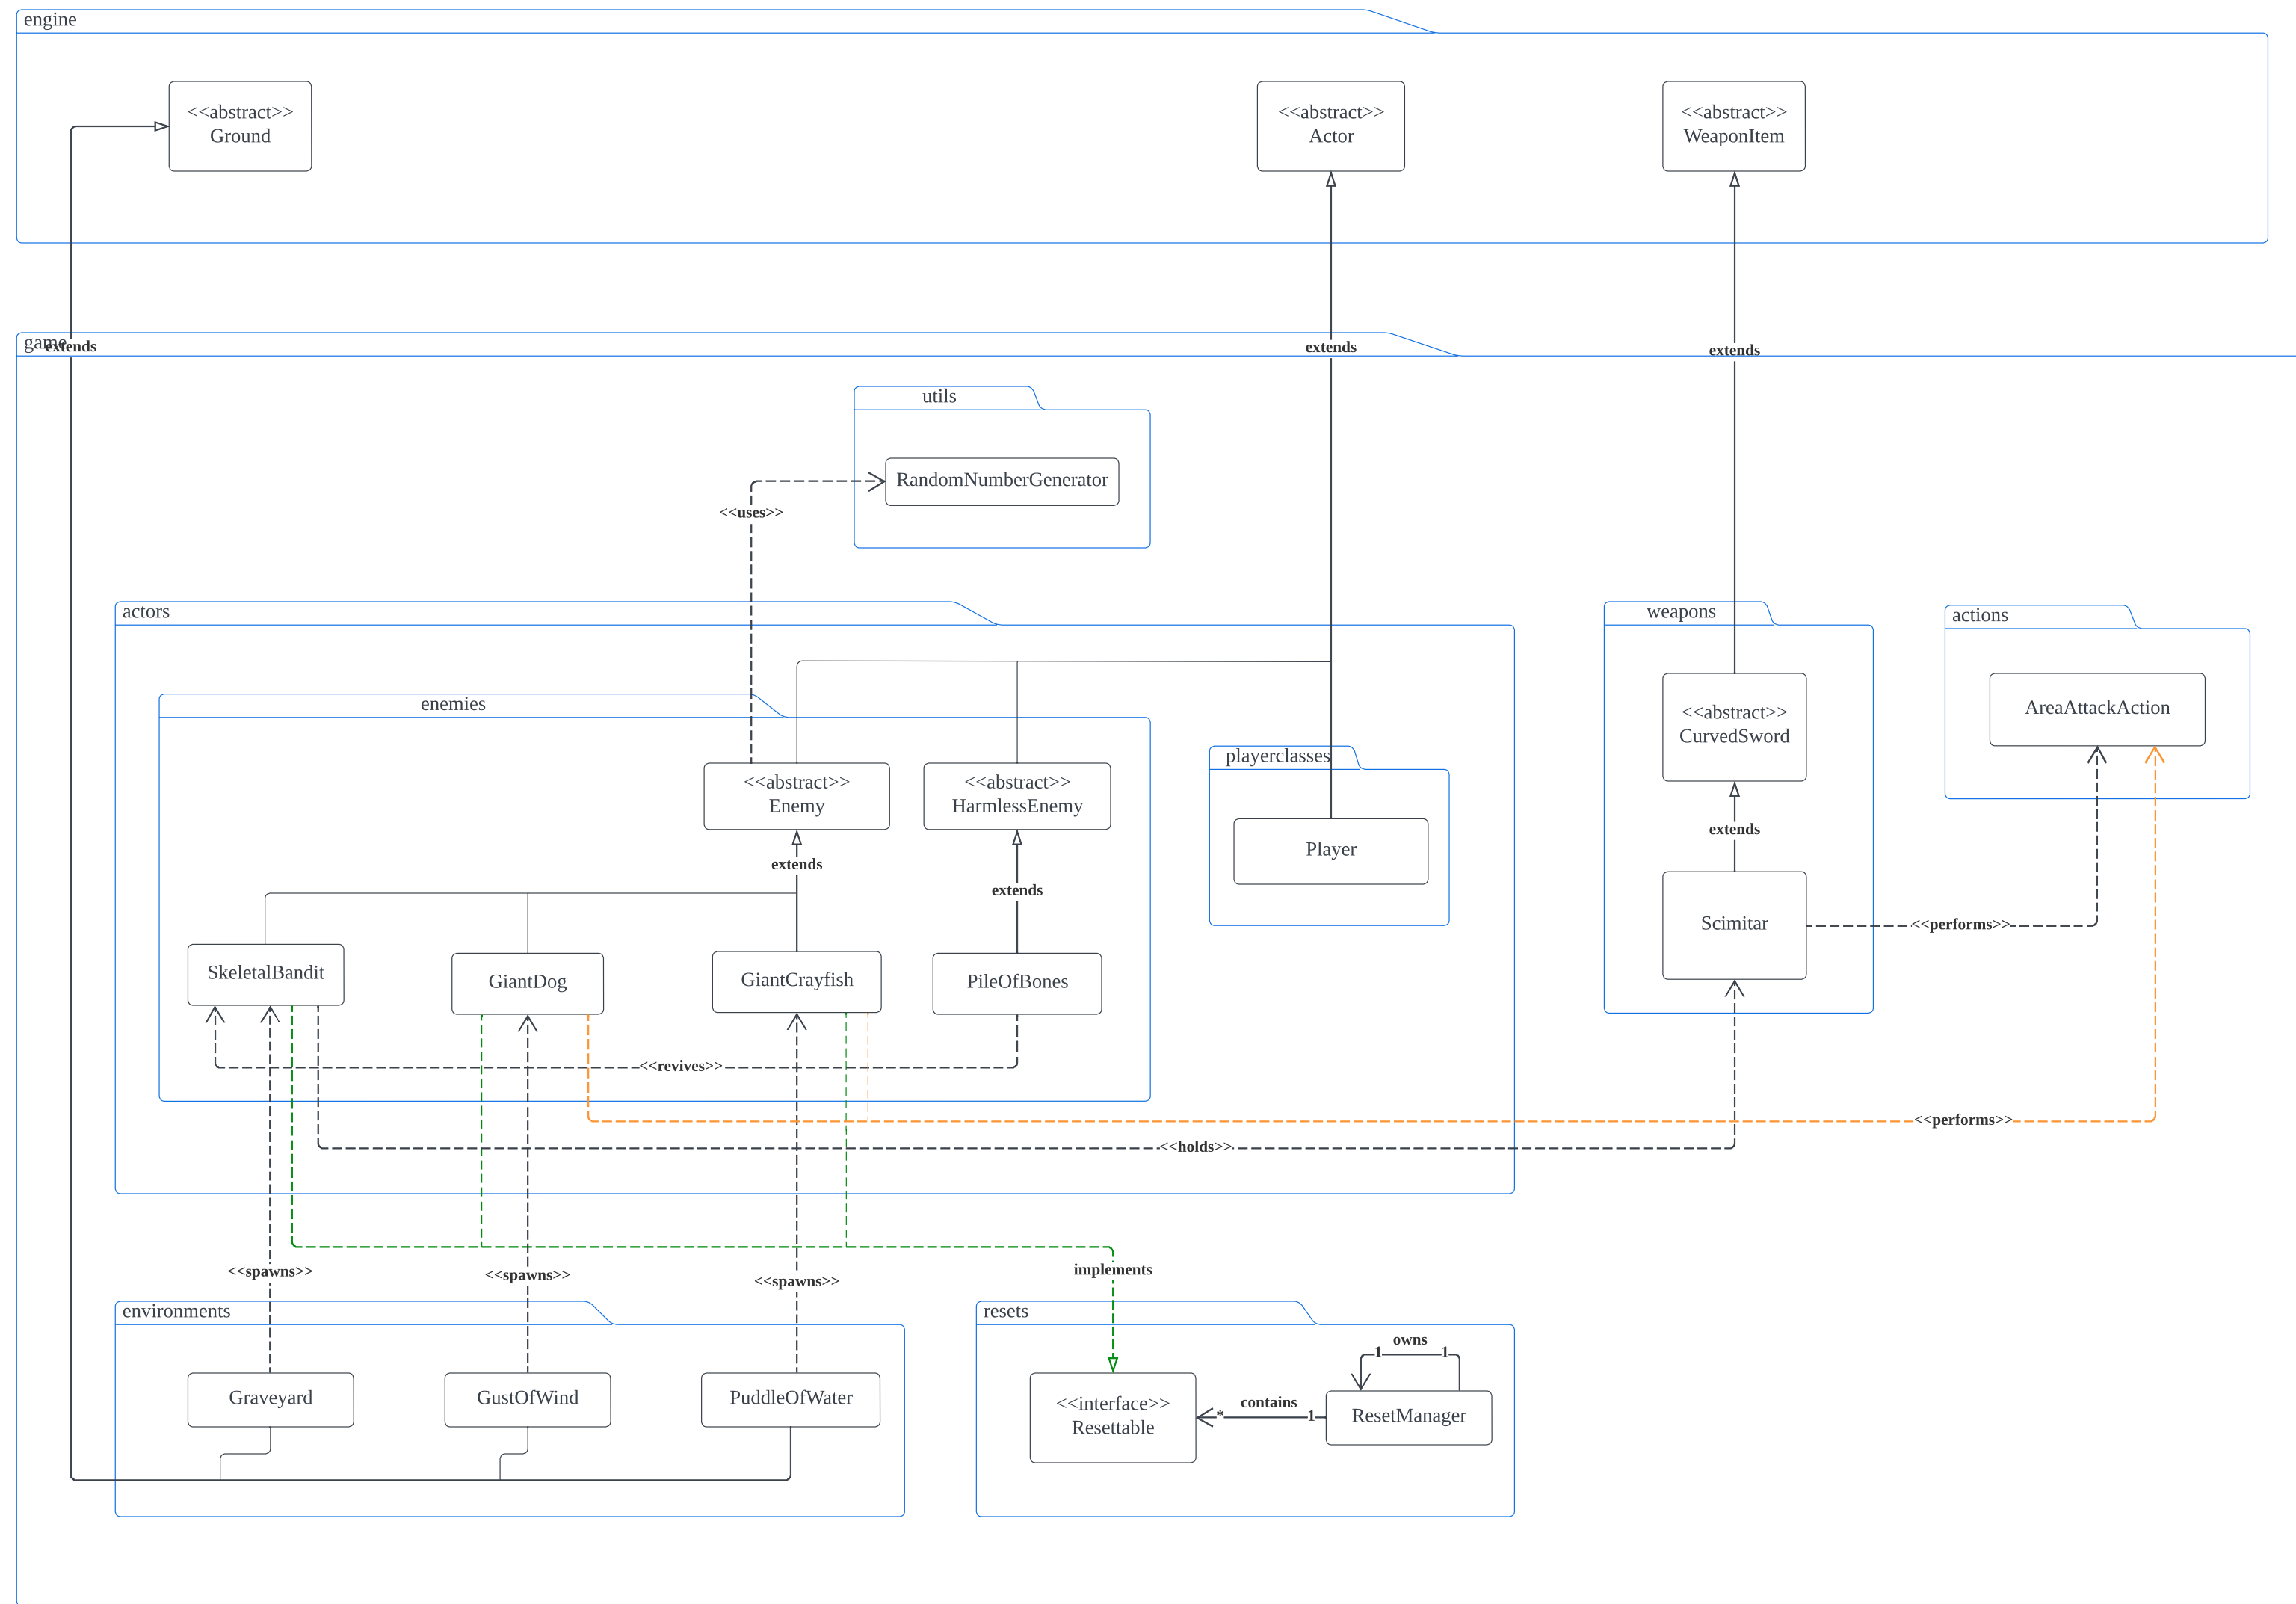 engine
<<abstract>>
Ground
<<abstract>>
Actor
<<abstract>>
WeaponItem
game
extends
extends
extends
utils
RandomNumberGenerator
<<uses>>
actors
weapons
actions
enemies
<<abstract>>
CurvedSword
AreaAttackAction
playerclasses
<<abstract>>
Enemy
<<abstract>>
HarmlessEnemy
extends
Player
extends
extends
SkeletalBandit
GiantDog
GiantCrayfish
PileOfBones
Scimitar
<<performs>>
<<revives>>
<<performs>>
<<holds>>
<<spawns>>
<<spawns>>
<<spawns>>
implements
environments
resets
owns
1
1
Graveyard
GustOfWind
PuddleOfWater
<<interface>>
Resettable
*
contains
1
ResetManager